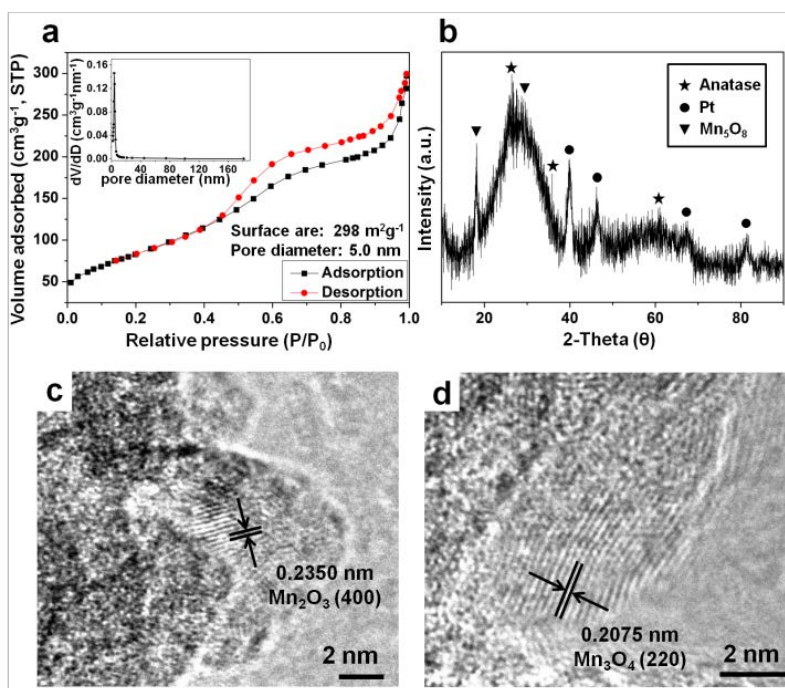 a
Volume adsorbed (cm³g⁻¹, STP)
300
250
200
150
100
50
0.0 0.2 0.4 0.6 0.8 1.0
Relative pressure (P/P₀)
dV/dD (cm³g⁻¹nm⁻¹)
0.16
0.12
0.08
0.04
0.00
0 40 80 120 160
pore diameter (nm)
Surface are: 298 m²g⁻¹
Pore diameter: 5.0 nm
Adsorption
Desorption
b
Intensity (a.u.)
Anatase
Pt
Mn₅O₈
20 40 60 80
2-Theta (θ)
c
0.2350 nm
Mn₂O₃ (400)
2 nm
d
0.2075 nm
Mn₃O₄ (220)
2 nm